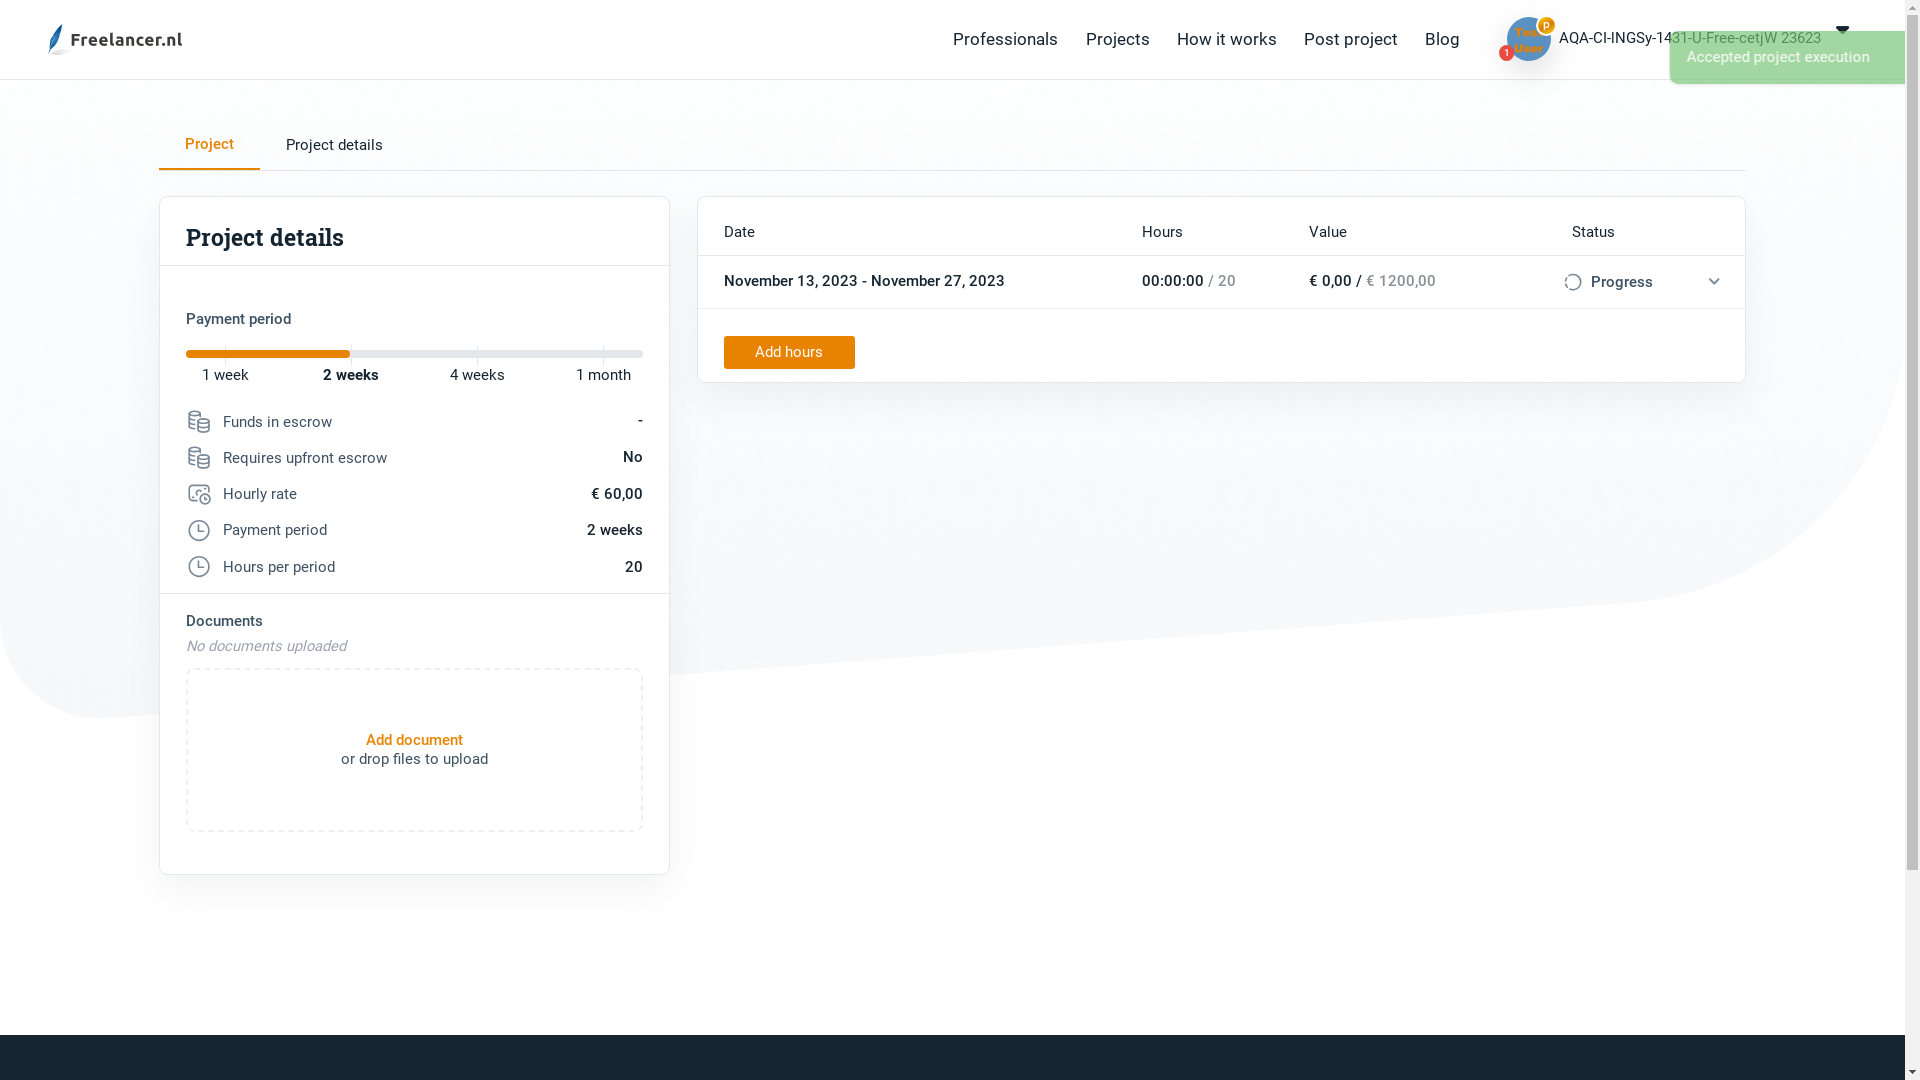 Freelancer.nl
Professionals
Projects
How it works
Post project
Blog
Test
User
P
1
AQA-CI-INGSy-1431-U-Free-cetjW 23623
Accepted project execution
Project
Project details
Project details
Payment period
1 week
2 weeks
4 weeks
1 month
Funds in escrow -
Requires upfront escrow No
Hourly rate € 60,00
Payment period 2 weeks
Hours per period 20
Documents
No documents uploaded
Add document
or drop files to upload
Date Hours Value Status
November 13, 2023 - November 27, 2023 00:00:00 / 20 € 0,00 / € 1200,00 Progress
Add hours